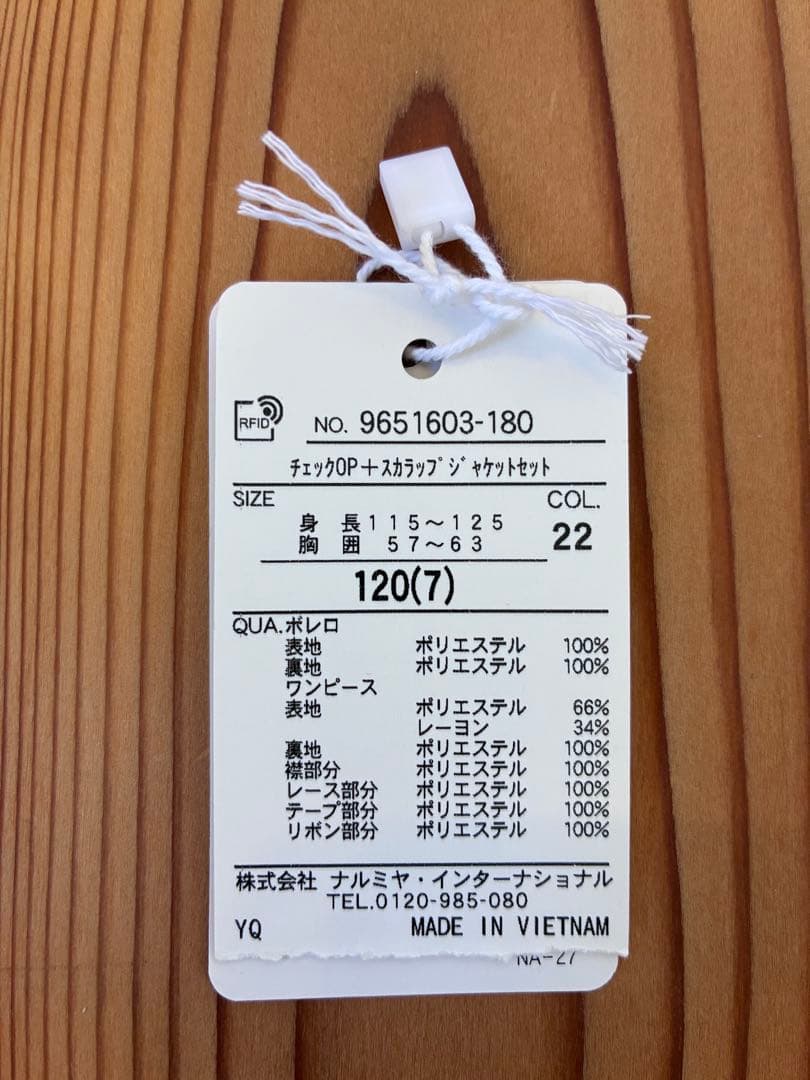 RFID
NO. 9651603-180
ﾁｪｯｸOP＋ｽｶﾗｯﾌﾟｼﾞｬｹｯﾄｾｯﾄ
SIZE COL.
身 長 １１５～１２５
胸 囲 ５７～６３
22
120(7)
QUA. ボレロ
表地 ポリエステル 100%
裏地 ポリエステル 100%
ワンピース
表地 ポリエステル 66%
レーヨン 34%
裏地 ポリエステル 100%
襟部分 ポリエステル 100%
レース部分 ポリエステル 100%
テープ部分 ポリエステル 100%
リボン部分 ポリエステル 100%
株式会社 ナルミヤ・インターナショナル
TEL.0120-985-080
YQ MADE IN VIETNAM
NA-27